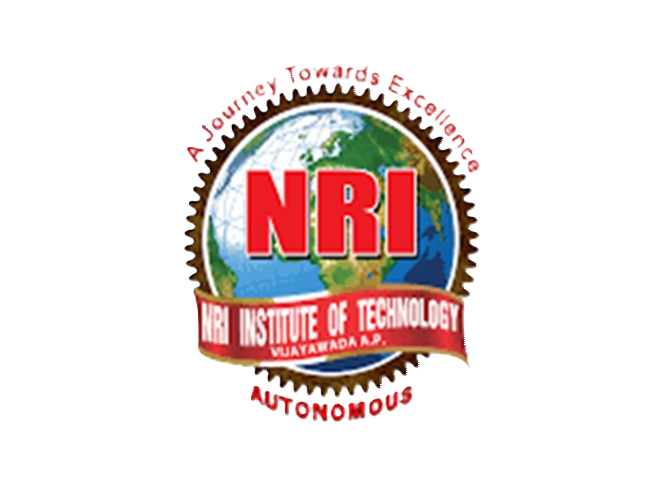 A Journey Towards Excellence
NRI
NRI INSTITUTE OF TECHNOLOGY
VIJAYAWADA A.P.
AUTONOMOUS